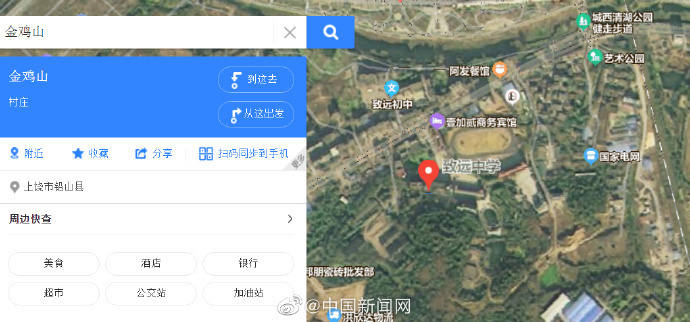 金鸡山
金鸡山
村庄
到这去
从这出发
附近
收藏
分享
扫码同步到手机
上饶市铅山县
周边快查
美食
酒店
银行
超市
公交站
加油站
城西清湖公园
健走步道
艺术公园
阿发餐馆
致远初中
壹加贰商务宾馆
致远中学
国家电网
邦朋瓷砖批发部
@中国新闻网